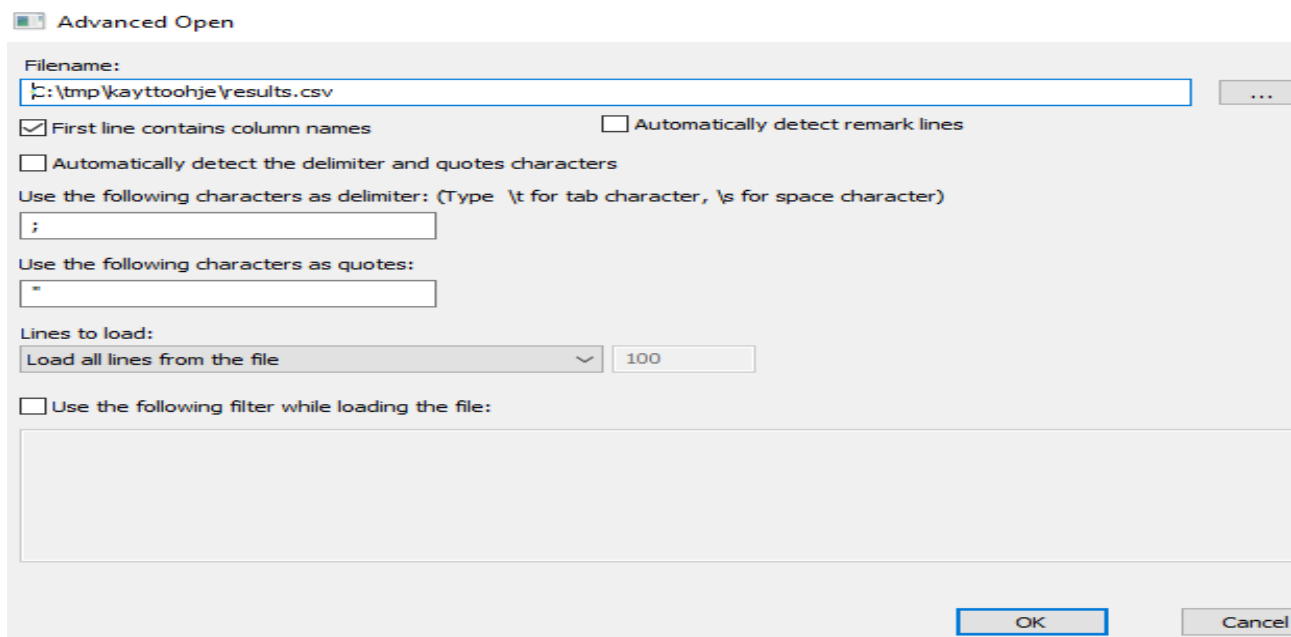 Advanced Open
Filename:
C:\tmp\kayttoohje\results.csv
...
First line contains column names
Automatically detect remark lines
Automatically detect the delimiter and quotes characters
Use the following characters as delimiter: (Type \t for tab character, \s for space character)
;
Use the following characters as quotes:
"
Lines to load:
Load all lines from the file
100
Use the following filter while loading the file:
OK
Cancel